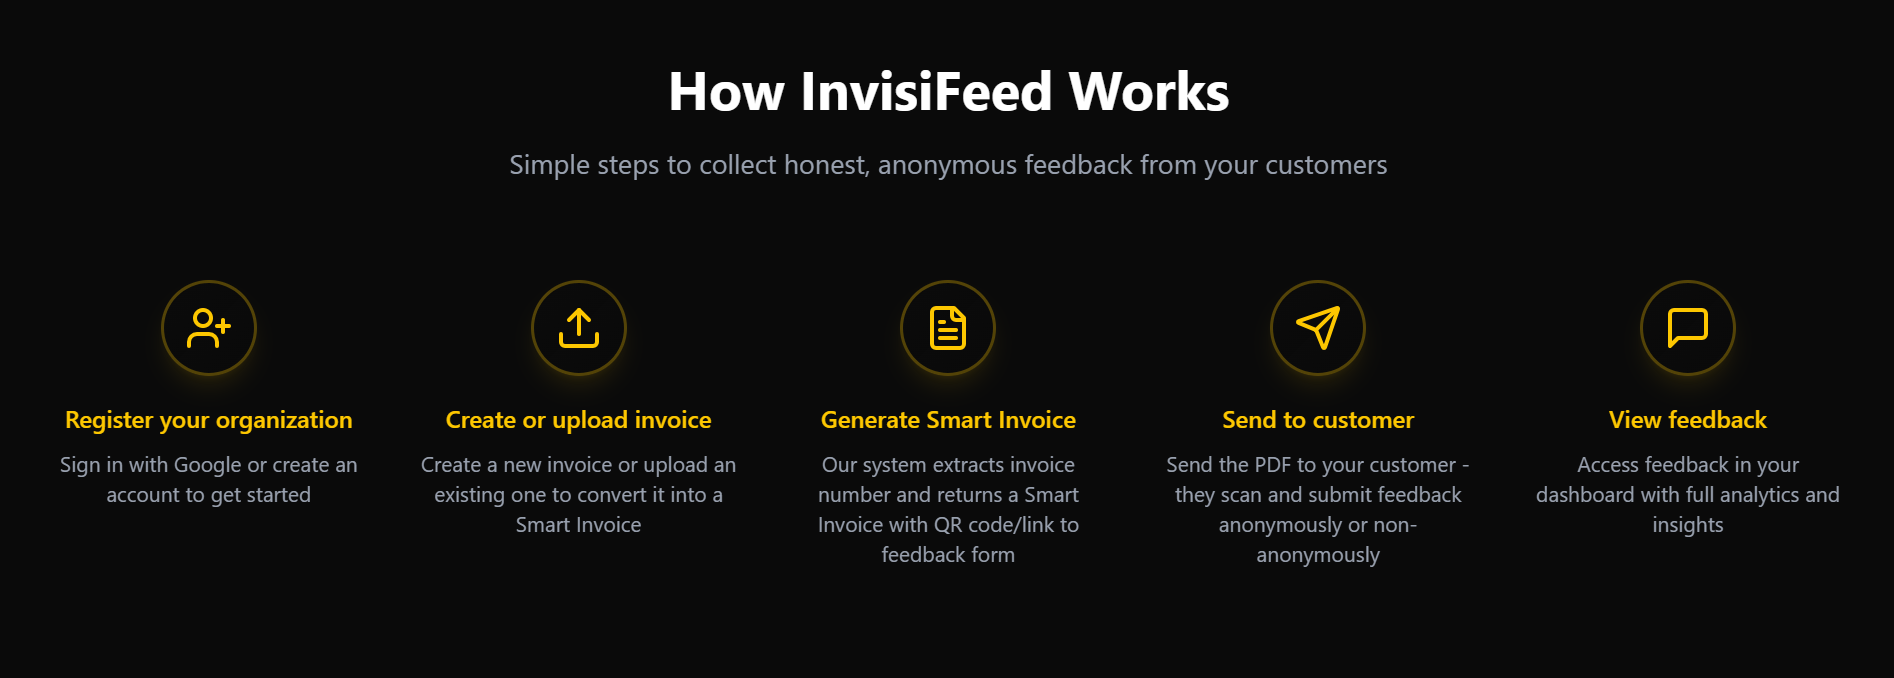 How InvisiFeed Works
Simple steps to collect honest, anonymous feedback from your customers
Register your organization
Sign in with Google or create an
account to get started
Create or upload invoice
Create a new invoice or upload an
existing one to convert it into a
Smart Invoice
Generate Smart Invoice
Our system extracts invoice
number and returns a Smart
Invoice with QR code/link to
feedback form
Send to customer
Send the PDF to your customer -
they scan and submit feedback
anonymously or non-
anonymously
View feedback
Access feedback in your
dashboard with full analytics and
insights